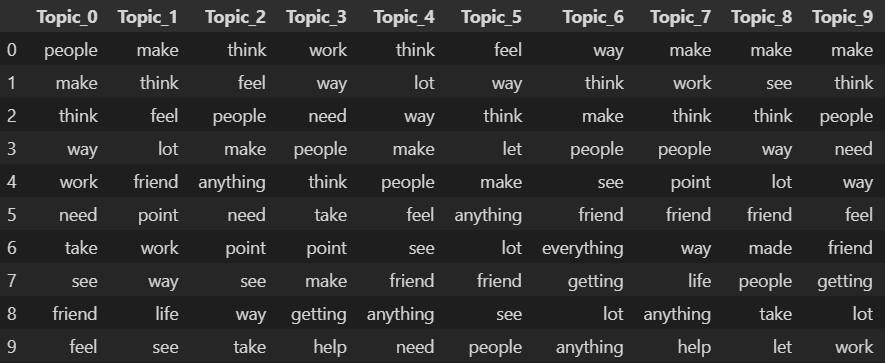 Topic_0 Topic_1 Topic_2 Topic_3 Topic_4 Topic_5 Topic_6 Topic_7 Topic_8 Topic_9
0 people make think work think feel way make make make
1 make think feel way lot way think work see think
2 think feel people need way think make think think people
3 way lot make people make let people people way need
4 work friend anything think people make see point lot way
5 need point need take feel anything friend friend friend feel
6 take work point point see lot everything way made friend
7 see way see make friend friend getting life people getting
8 friend life way getting anything see lot anything take lot
9 feel see take help need people anything help let work